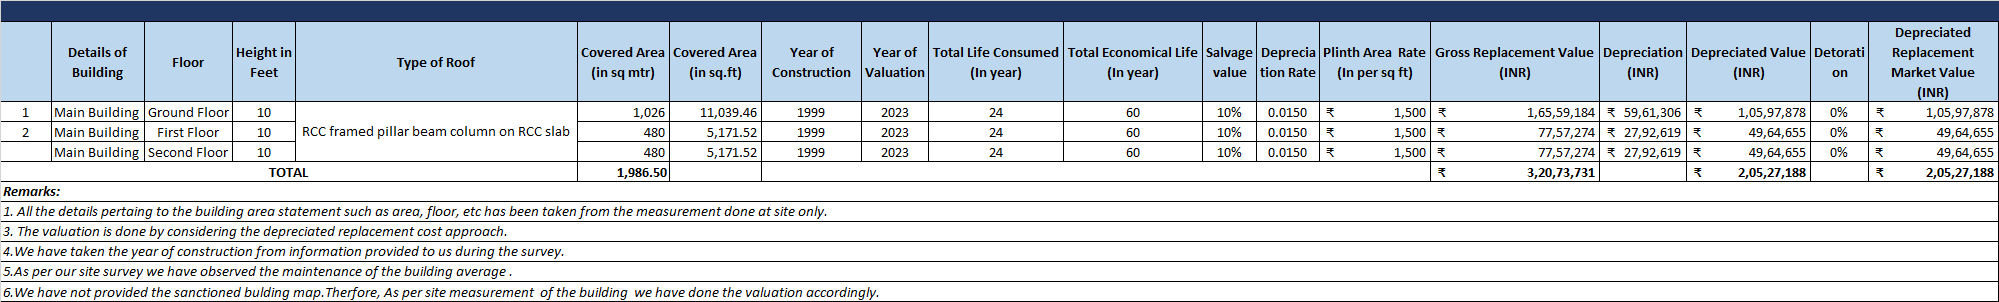 Details of Building Floor Height in Feet Type of Roof Covered Area (in sq mtr) Covered Area (in sq.ft) Year of Construction Year of Valuation Total Life Consumed (In year) Total Economical Life (In year) Salvage value Deprecia tion Rate Plinth Area Rate (In per sq ft) Gross Replacement Value (INR) Depreciation (INR) Depreciated Value (INR) Detorati on Depreciated Replacement Market Value (INR)
1 Main Building Ground Floor 10 RCC framed pillar beam column on RCC slab 1,026 11,039.46 1999 2023 24 60 10% 0.0150 ₹ 1,500 ₹ 1,65,59,184 ₹ 59,61,306 ₹ 1,05,97,878 0% ₹ 1,05,97,878
2 Main Building First Floor 10 480 5,171.52 1999 2023 24 60 10% 0.0150 ₹ 1,500 ₹ 77,57,274 ₹ 27,92,619 ₹ 49,64,655 0% ₹ 49,64,655
Main Building Second Floor 10 480 5,171.52 1999 2023 24 60 10% 0.0150 ₹ 1,500 ₹ 77,57,274 ₹ 27,92,619 ₹ 49,64,655 0% ₹ 49,64,655
TOTAL 1,986.50 ₹ 3,20,73,731 ₹ 2,05,27,188 ₹ 2,05,27,188
Remarks:
1. All the details pertaing to the building area statement such as area, floor, etc has been taken from the measurement done at site only.
3. The valuation is done by considering the depreciated replacement cost approach.
4.We have taken the year of construction from information provided to us during the survey.
5.As per our site survey we have observed the maintenance of the building average .
6.We have not provided the sanctioned bulding map.Therfore, As per site measurement of the building we have done the valuation accordingly.